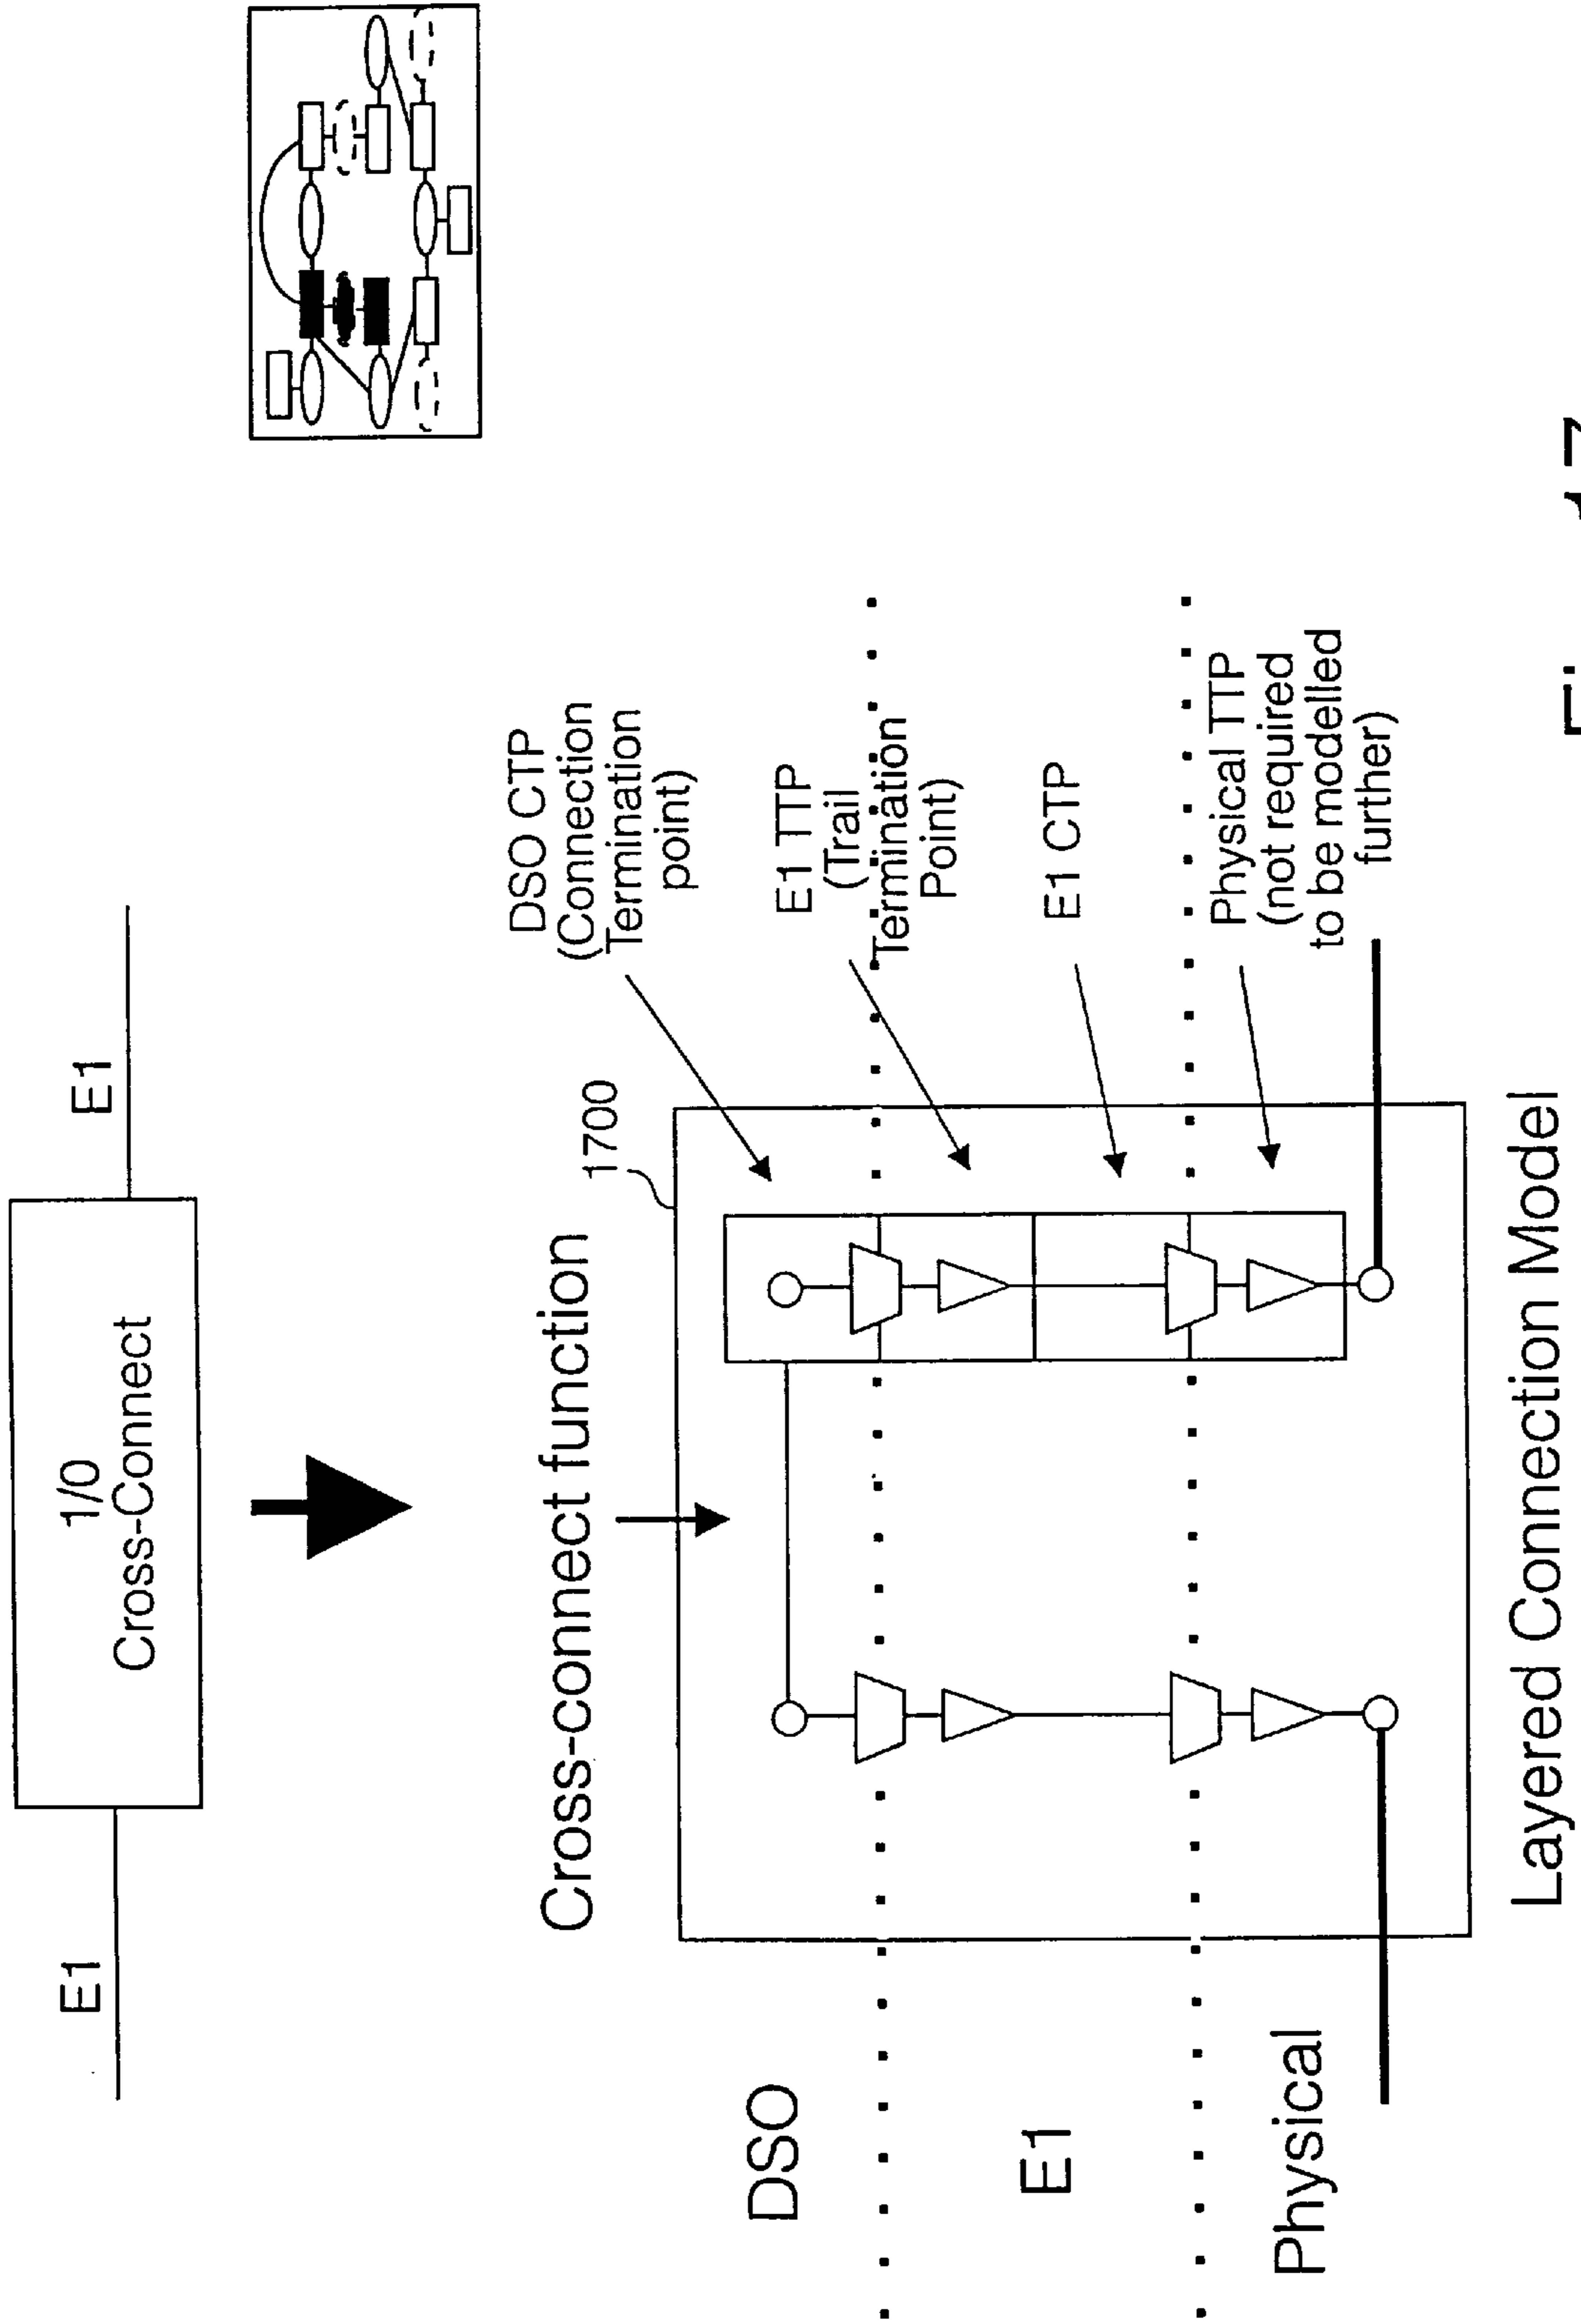 E1
1/0
Cross-Connect
E1
Cross-connect function
1700
DSO CTP
(Connection
Termination
point)
E1 TTP
(Trail
Termination
Point)
E1 CTP
Physical TTP
(not required
to be modelled
further)
DSO
E1
Physical
Layered Connection Model